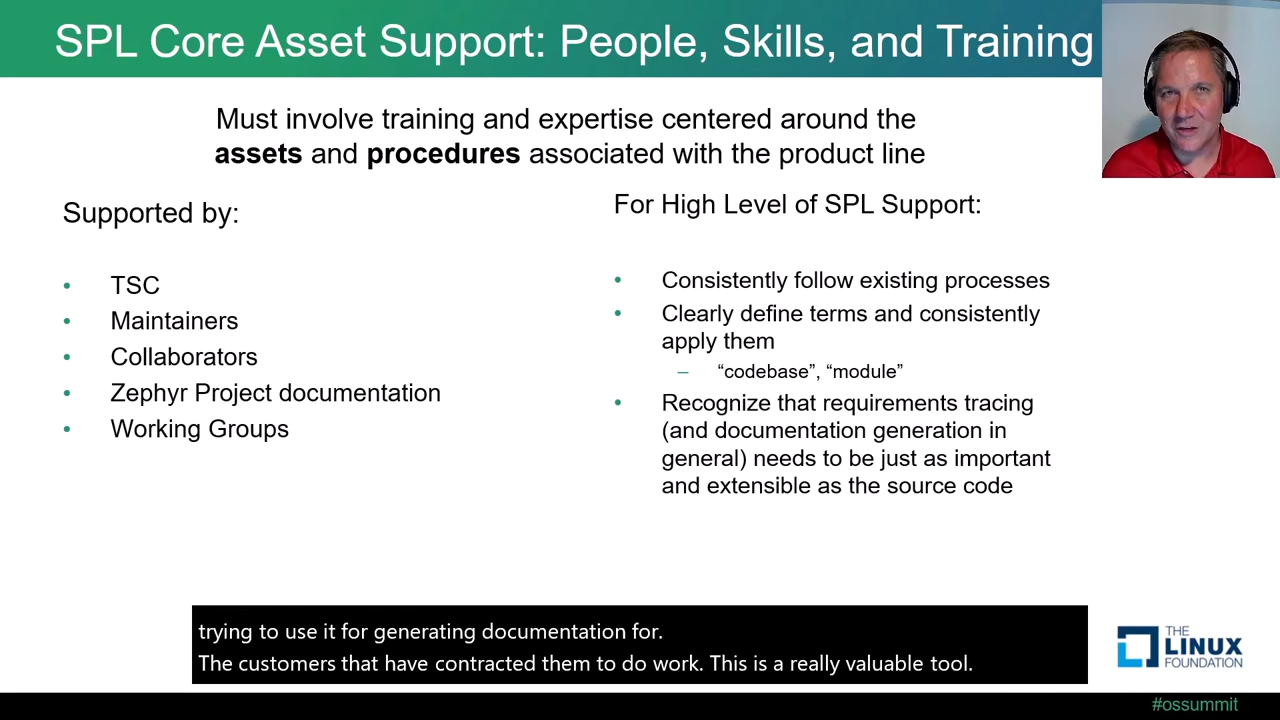 SPL Core Asset Support: People, Skills, and Training
Must involve training and expertise centered around the
assets and procedures associated with the product line
Supported by:
• TSC
• Maintainers
• Collaborators
• Zephyr Project documentation
• Working Groups
For High Level of SPL Support:
• Consistently follow existing processes
• Clearly define terms and consistently
apply them
– “codebase”, “module”
• Recognize that requirements tracing
(and documentation generation in
general) needs to be just as important
and extensible as the source code
trying to use it for generating documentation for.
The customers that have contracted them to do work. This is a really valuable tool.
THE
LINUX
FOUNDATION
#ossummit